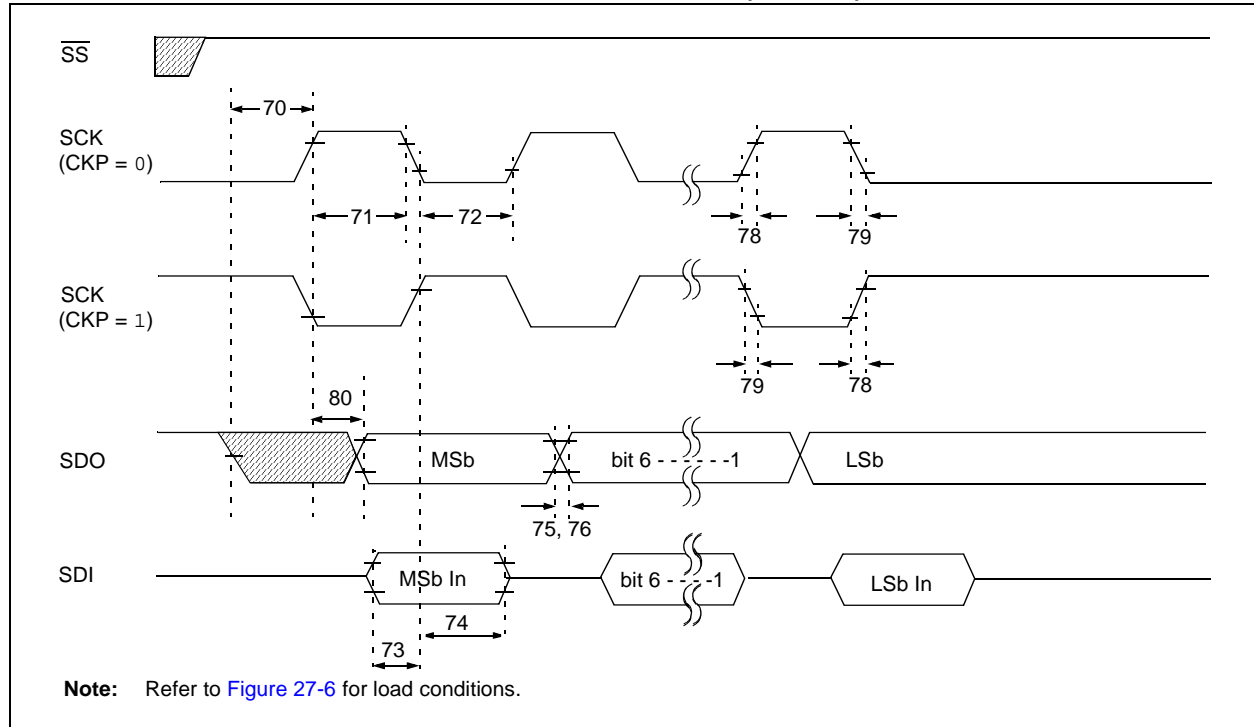 SS
70
SCK
(CKP = 0)
71
72
78
79
SCK
(CKP = 1)
79
78
80
SDO
MSb
bit 6 - - - - - -1
LSb
75, 76
SDI
MSb In
bit 6 - - - -1
LSb In
74
73
Note: Refer to Figure 27-6 for load conditions.